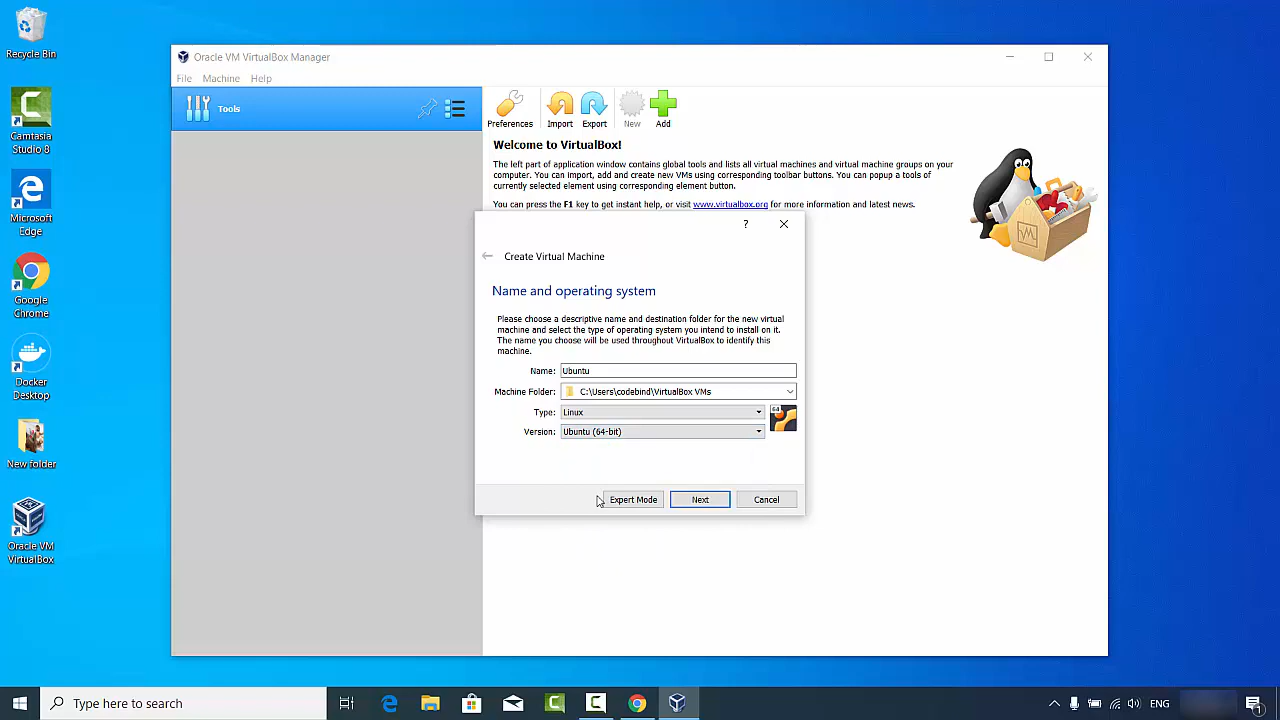 Recycle Bin
Camtasia
Studio 8
Microsoft
Edge
Google
Chrome
Docker
Desktop
New folder
Oracle VM
VirtualBox
Oracle VM VirtualBox Manager
File Machine Help
Tools
Preferences Import Export New Add
Welcome to VirtualBox!
The left part of application window contains global tools and lists all virtual machines and virtual machine groups on your
computer. You can import, add and create new VMs using corresponding toolbar buttons. You can popup a tools of
currently selected element using corresponding element button.
You can press the F1 key to get instant help, or visit www.virtualbox.org for more information and latest news.
?
Create Virtual Machine
Name and operating system
Please choose a descriptive name and destination folder for the new virtual
machine and select the type of operating system you intend to install on it.
The name you choose will be used throughout VirtualBox to identify this
machine.
Name: Ubuntu
Machine Folder: C:\Users\codebind\VirtualBox VMs
Type: Linux
64
Version: Ubuntu (64-bit)
Expert Mode Next Cancel
Type here to search
ENG
1